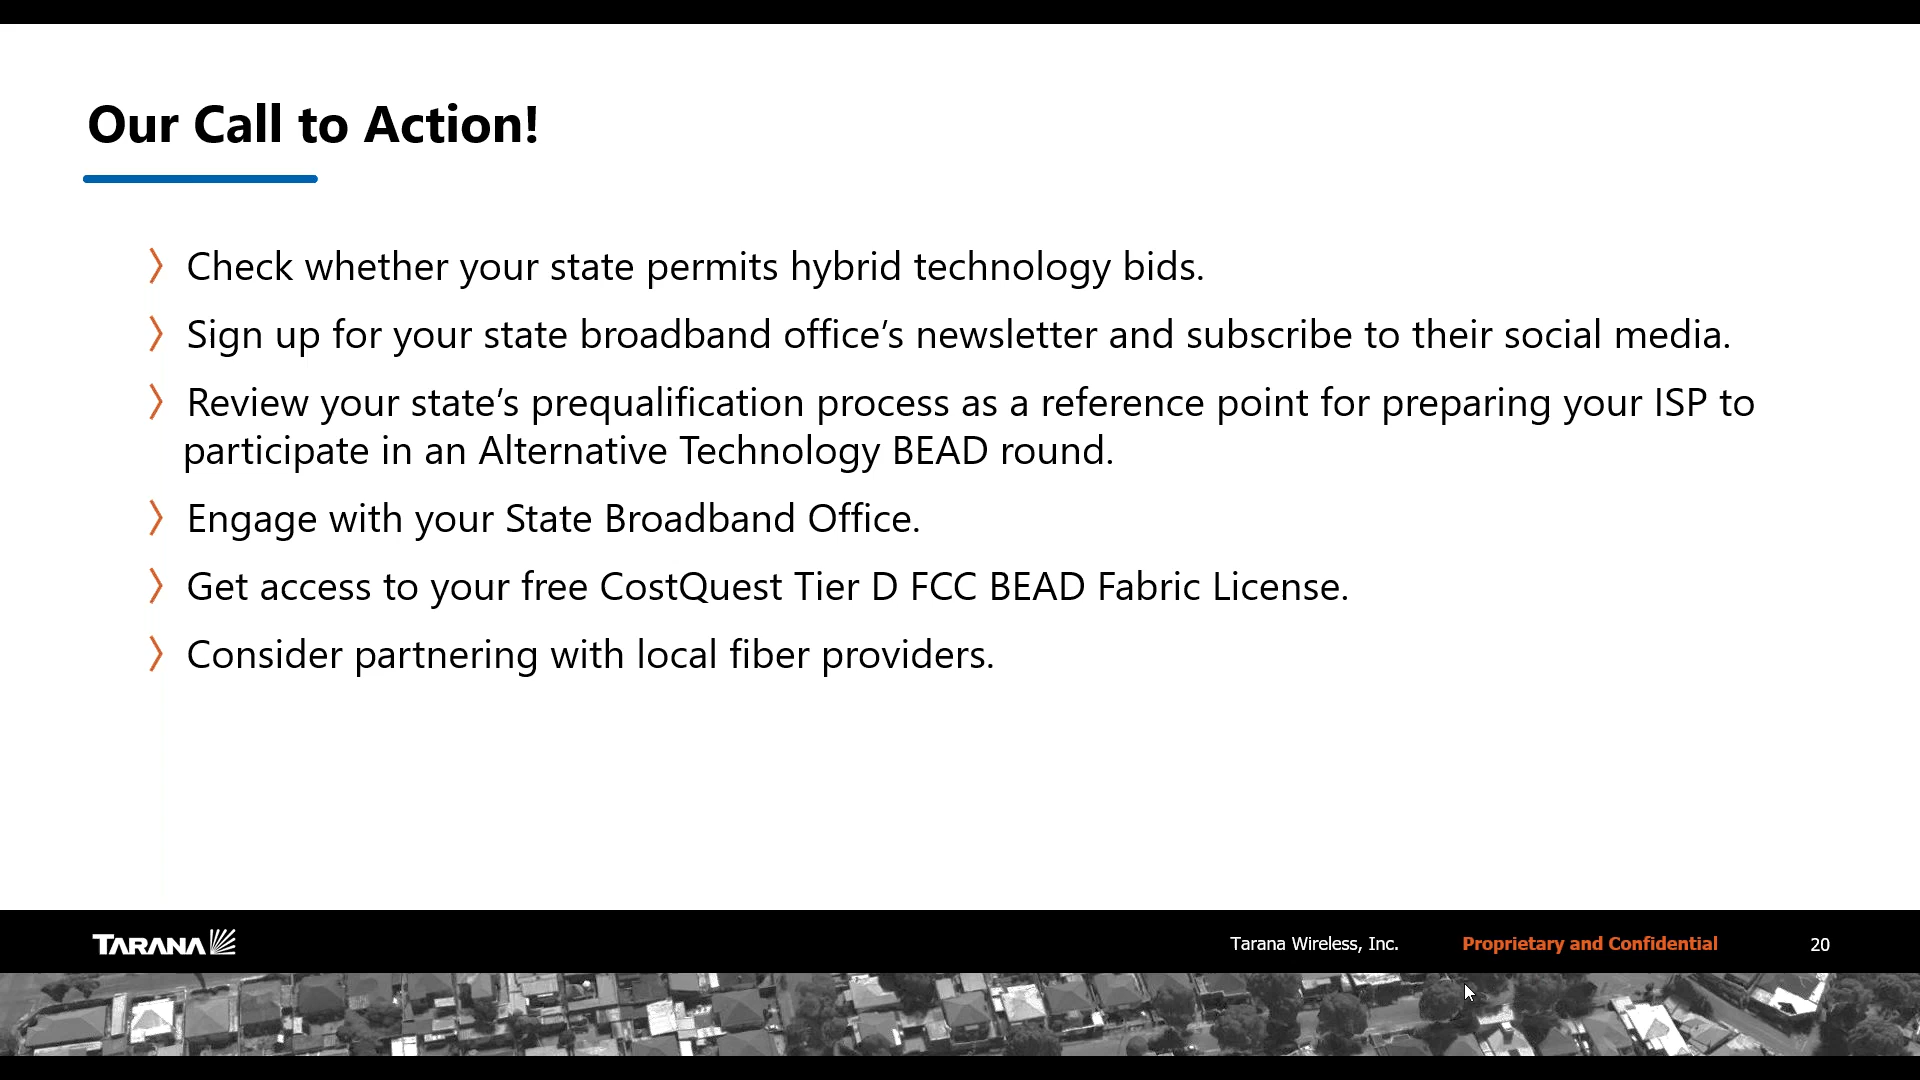 Our Call to Action!
Check whether your state permits hybrid technology bids.
Sign up for your state broadband office’s newsletter and subscribe to their social media.
Review your state’s prequalification process as a reference point for preparing your ISP to
participate in an Alternative Technology BEAD round.
Engage with your State Broadband Office.
Get access to your free CostQuest Tier D FCC BEAD Fabric License.
Consider partnering with local fiber providers.
TARANA
Tarana Wireless, Inc.
Proprietary and Confidential
20